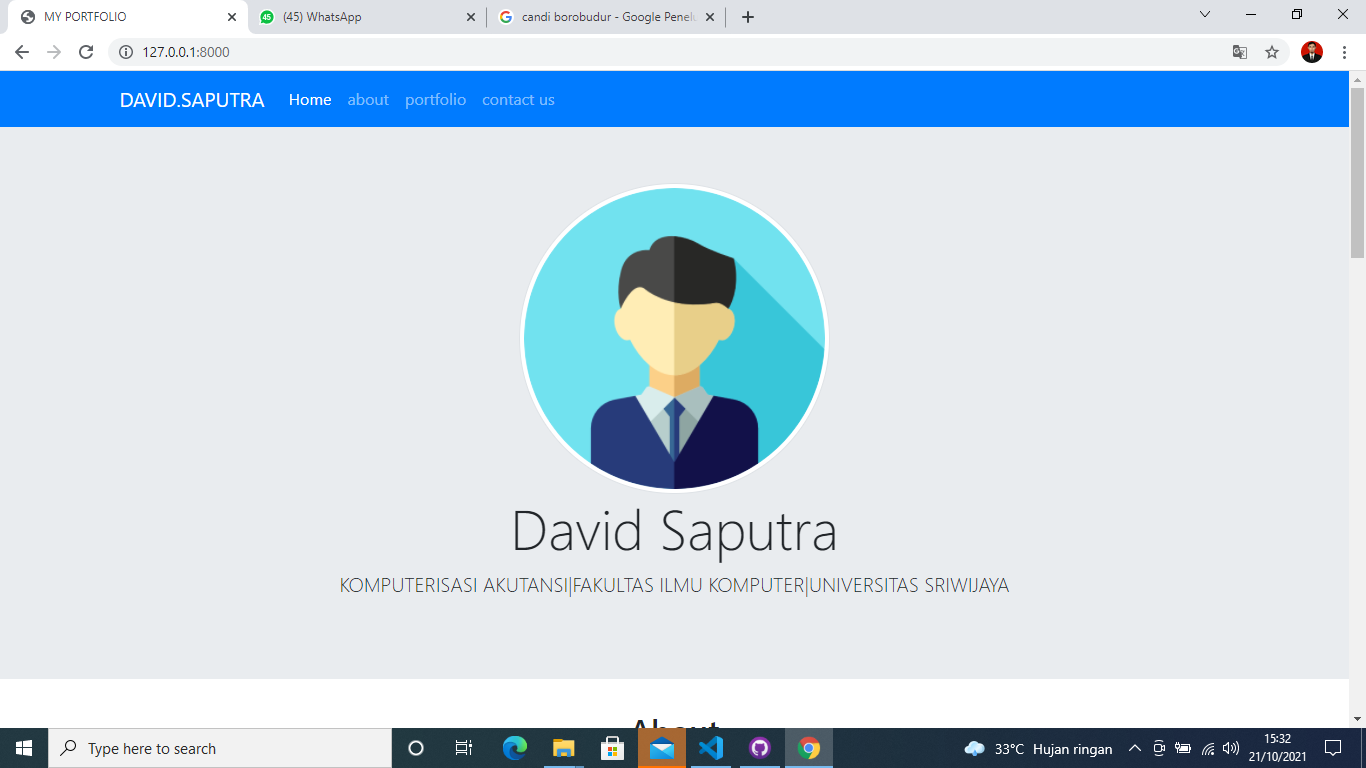 MY PORTFOLIO
45
(45) WhatsApp
candi borobudur - Google Penel
127.0.0.1:8000
DAVID.SAPUTRA
Home
about
portfolio
contact us
David Saputra
KOMPUTERISASI AKUTANSI|FAKULTAS ILMU KOMPUTER|UNIVERSITAS SRIWIJAYA
About
Type here to search
33°C Hujan ringan
15:32
21/10/2021